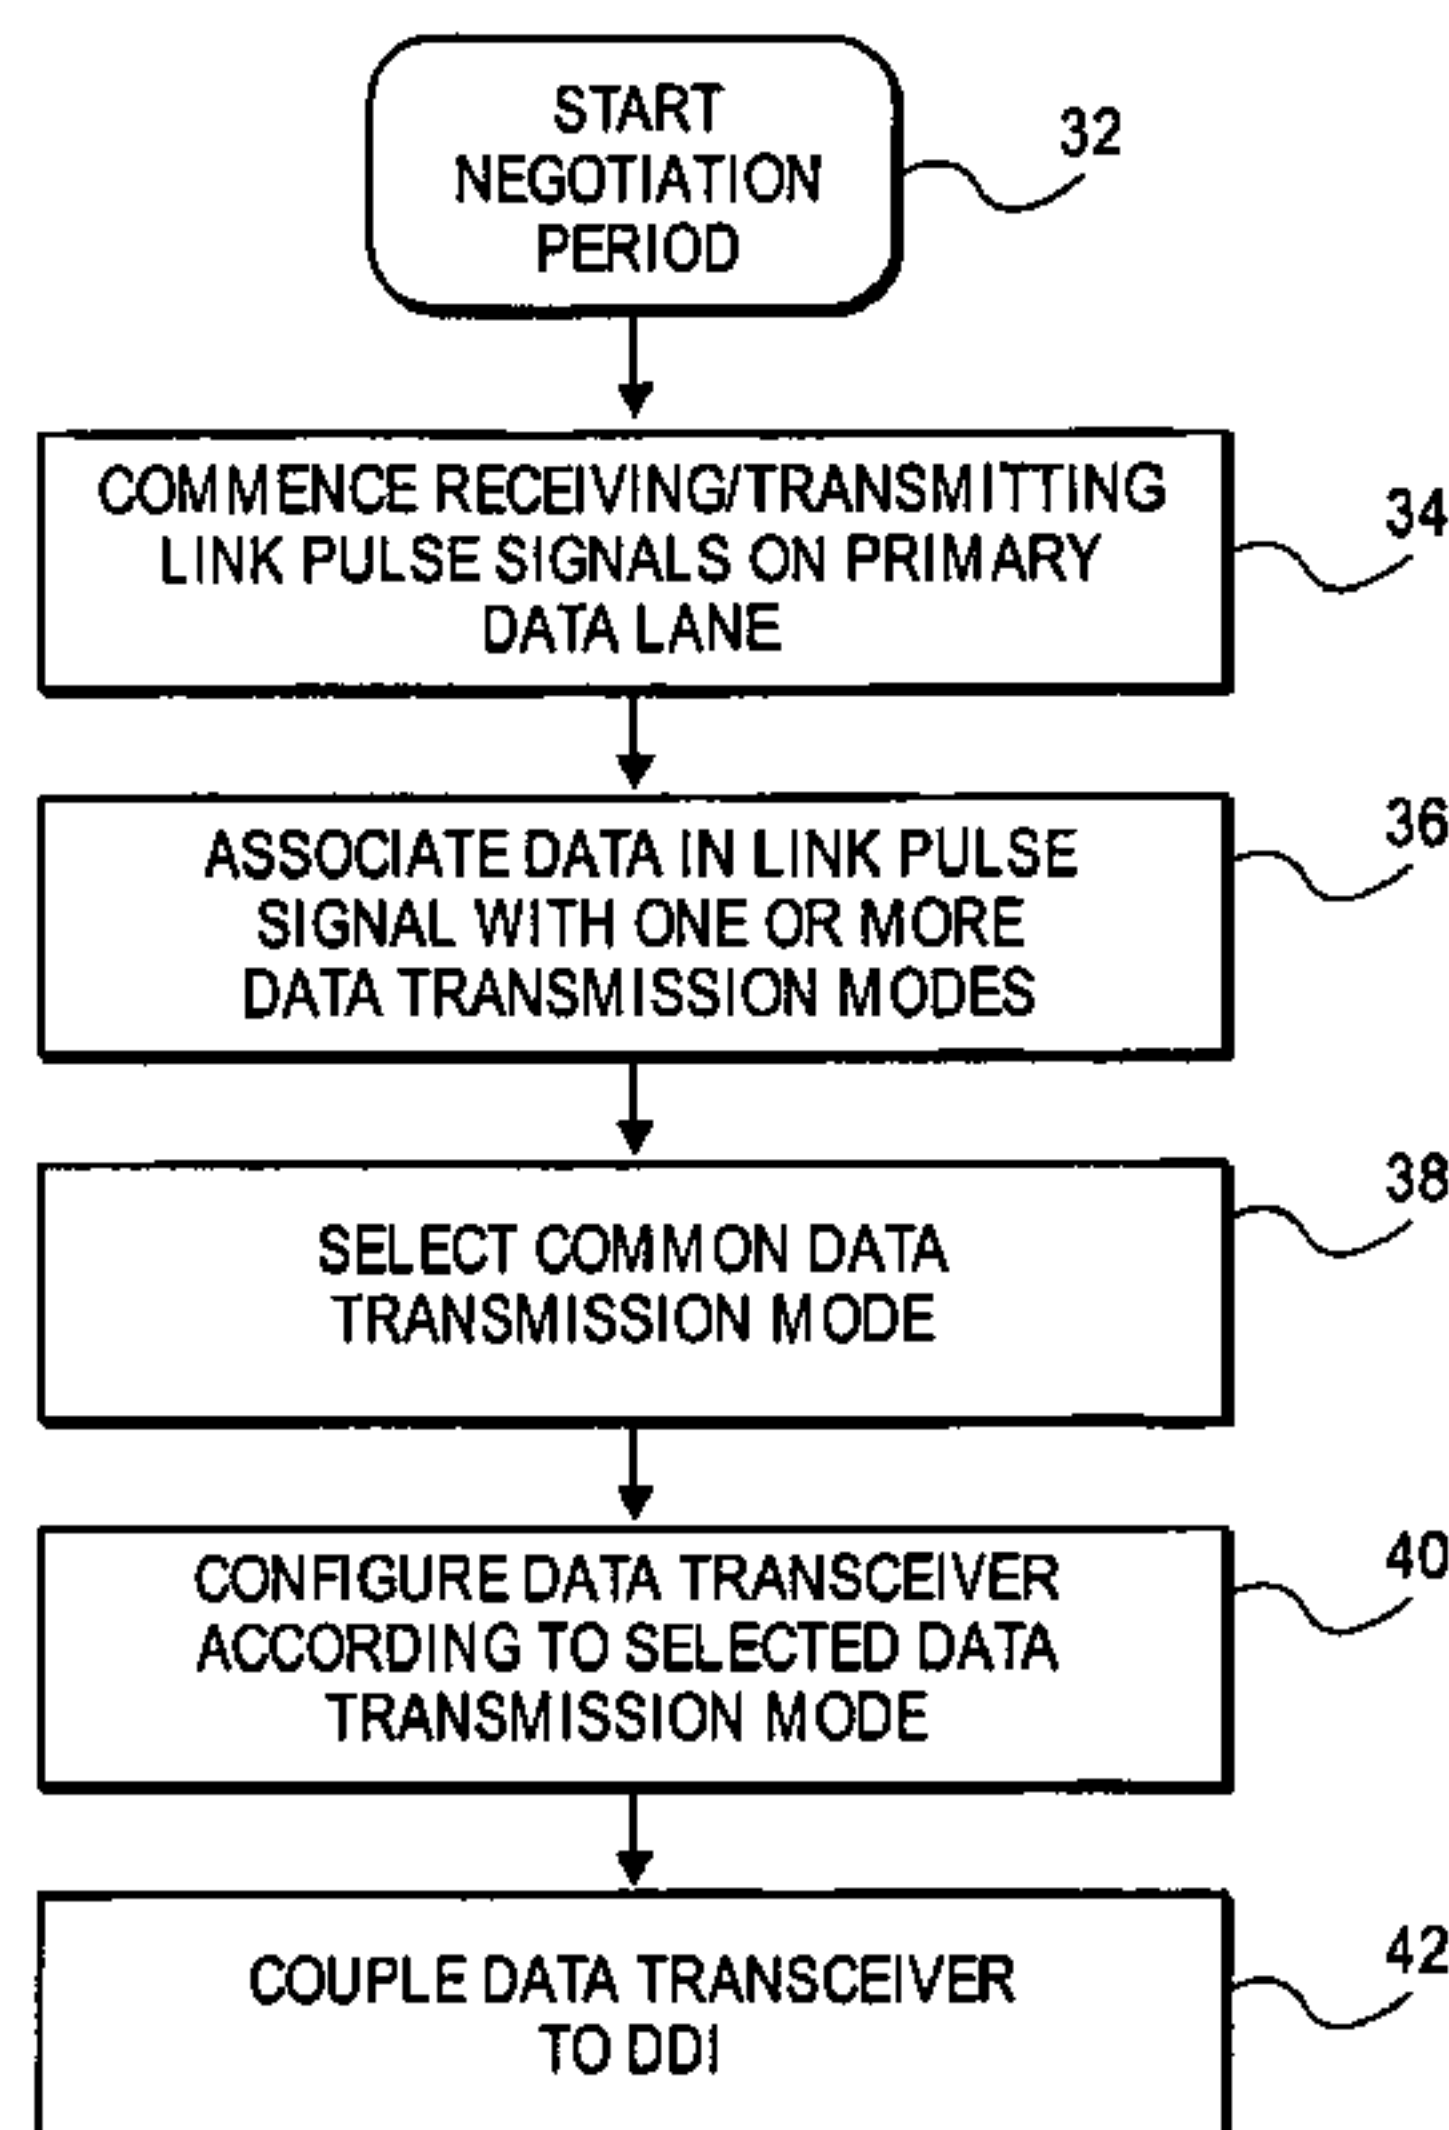 START
NEGOTIATION
PERIOD
32
COMMENCE RECEIVING/TRANSMITTING
LINK PULSE SIGNALS ON PRIMARY
DATA LANE
34
ASSOCIATE DATA IN LINK PULSE
SIGNAL WITH ONE OR MORE
DATA TRANSMISSION MODES
36
SELECT COMMON DATA
TRANSMISSION MODE
38
CONFIGURE DATA TRANSCEIVER
ACCORDING TO SELECTED DATA
TRANSMISSION MODE
40
COUPLE DATA TRANSCEIVER
TO DDI
42